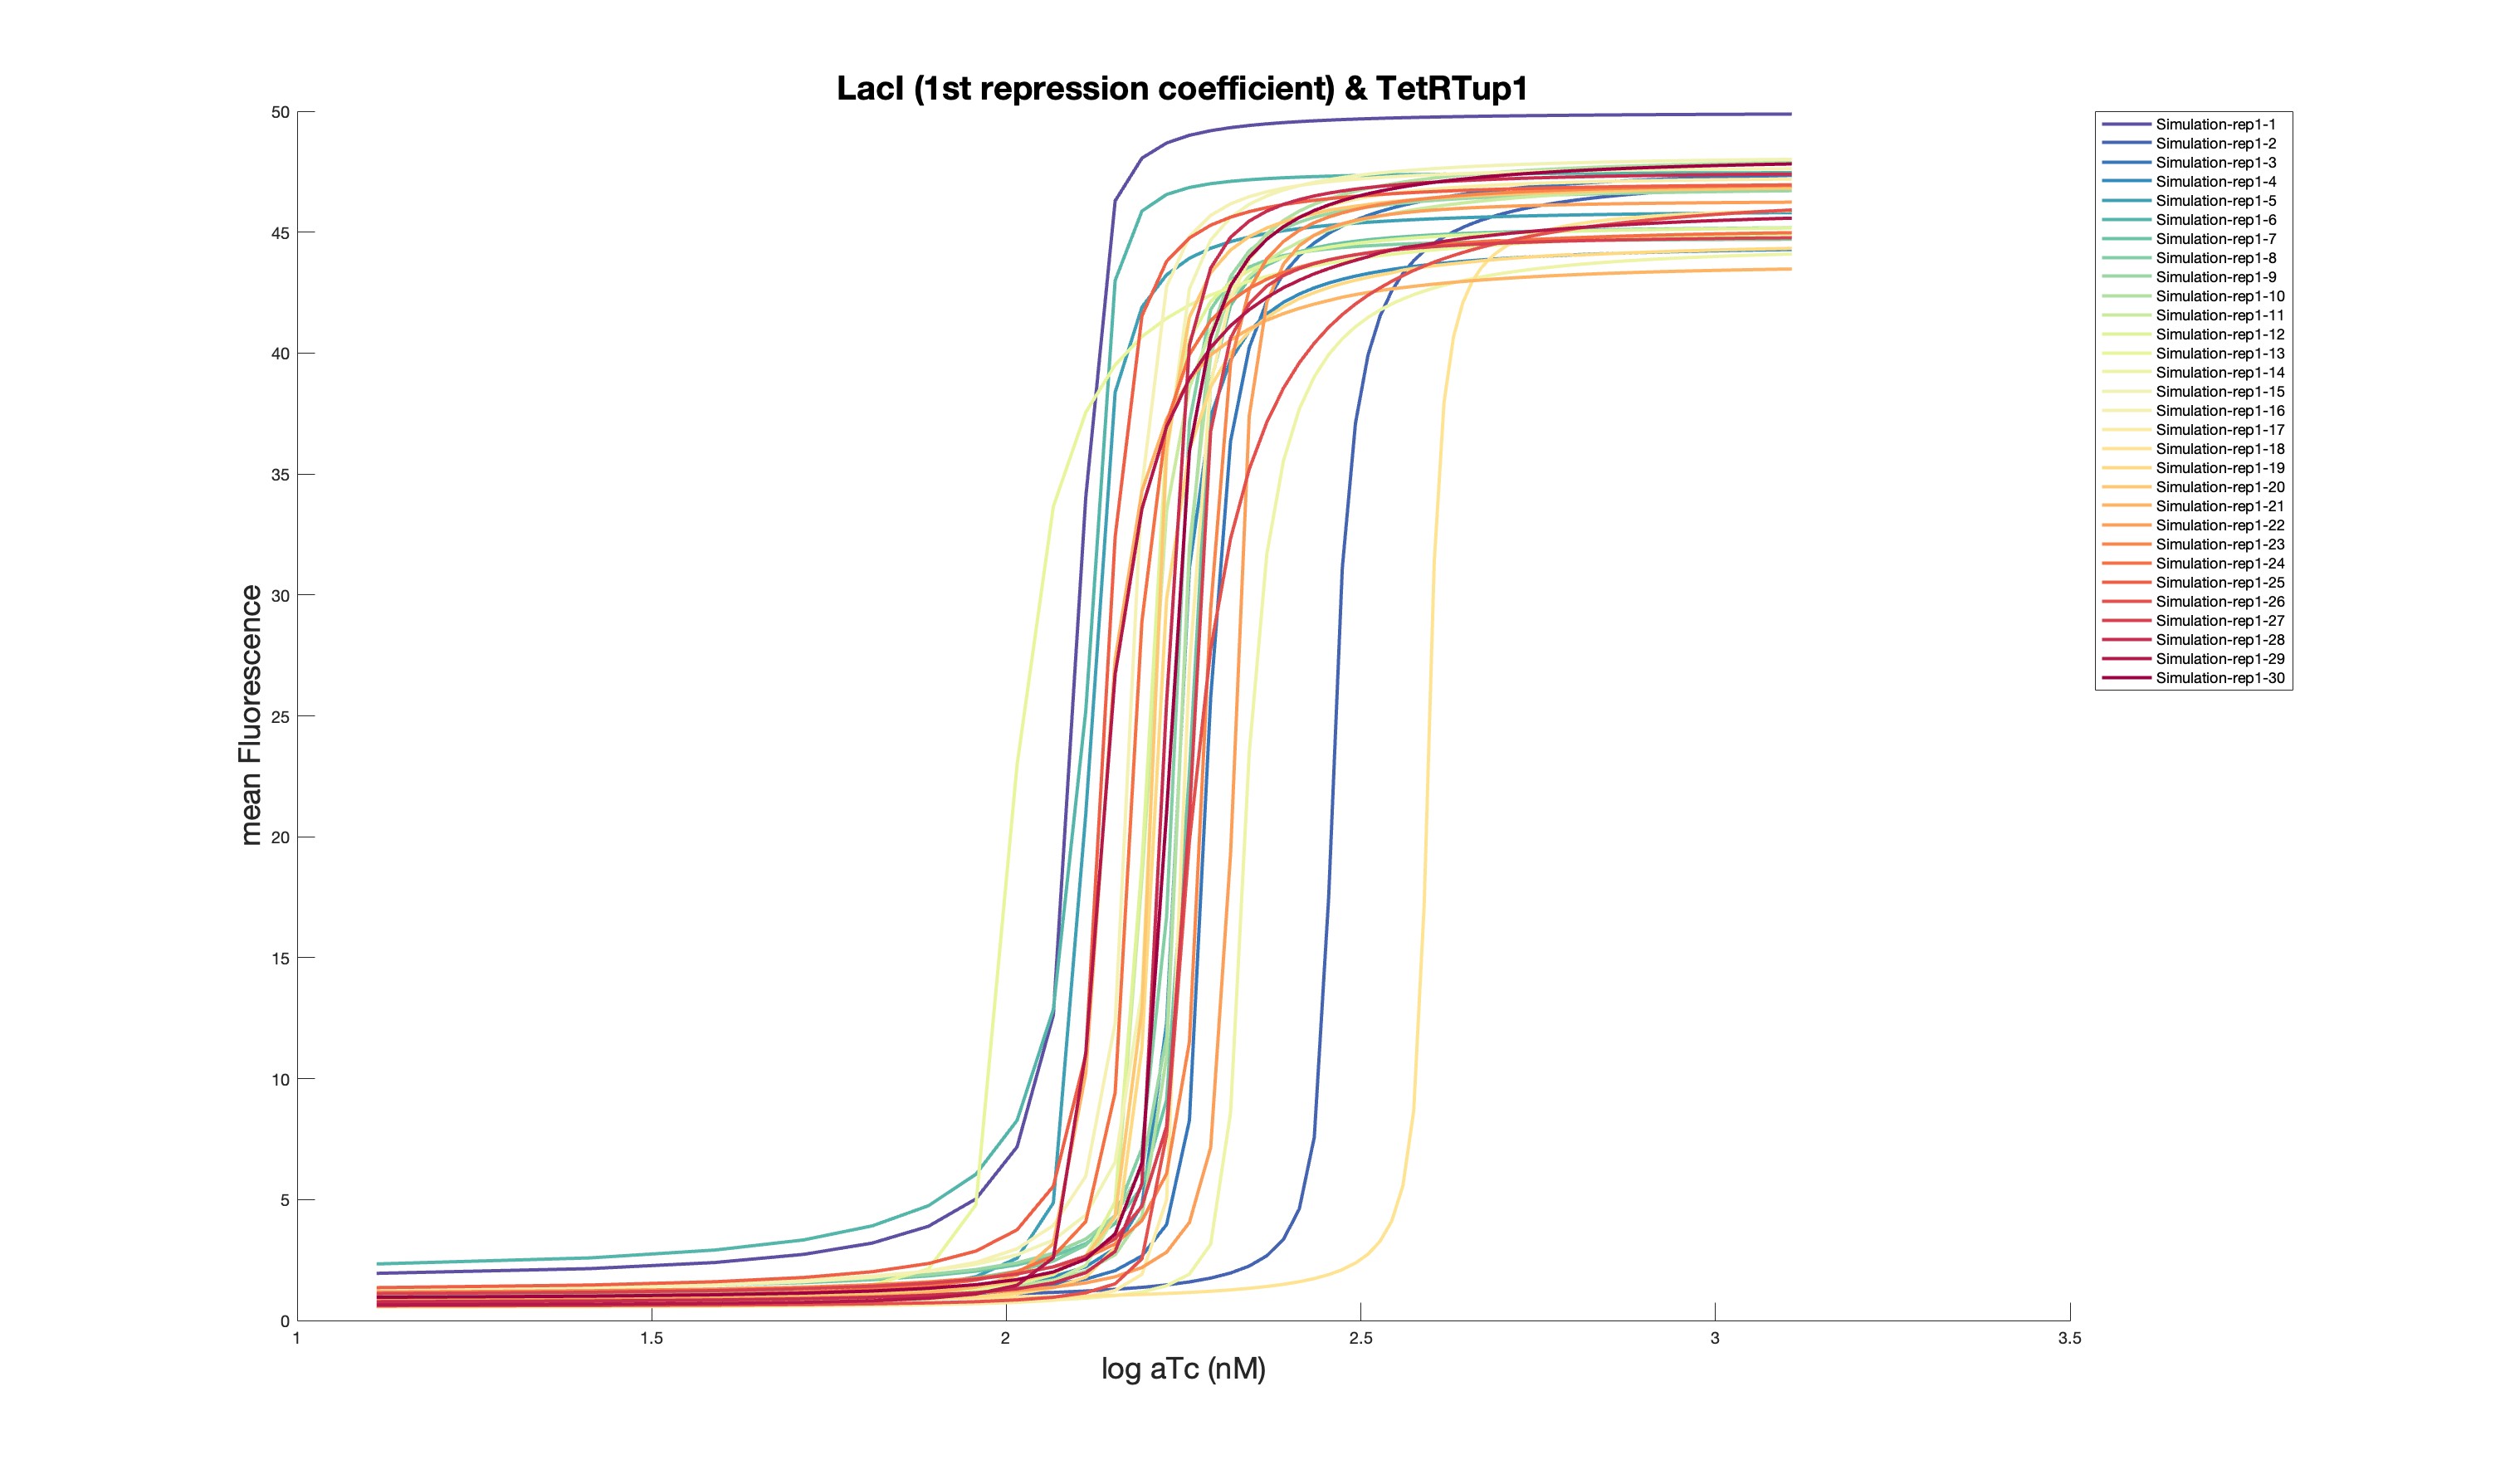 LacI (1st repression coefficient) & TetRTup1
50
45
40
35
30
25
20
15
10
5
0
mean Fluorescence
1
1.5
2
2.5
3
3.5
log aTc (nM)
Simulation-rep1-1
Simulation-rep1-2
Simulation-rep1-3
Simulation-rep1-4
Simulation-rep1-5
Simulation-rep1-6
Simulation-rep1-7
Simulation-rep1-8
Simulation-rep1-9
Simulation-rep1-10
Simulation-rep1-11
Simulation-rep1-12
Simulation-rep1-13
Simulation-rep1-14
Simulation-rep1-15
Simulation-rep1-16
Simulation-rep1-17
Simulation-rep1-18
Simulation-rep1-19
Simulation-rep1-20
Simulation-rep1-21
Simulation-rep1-22
Simulation-rep1-23
Simulation-rep1-24
Simulation-rep1-25
Simulation-rep1-26
Simulation-rep1-27
Simulation-rep1-28
Simulation-rep1-29
Simulation-rep1-30